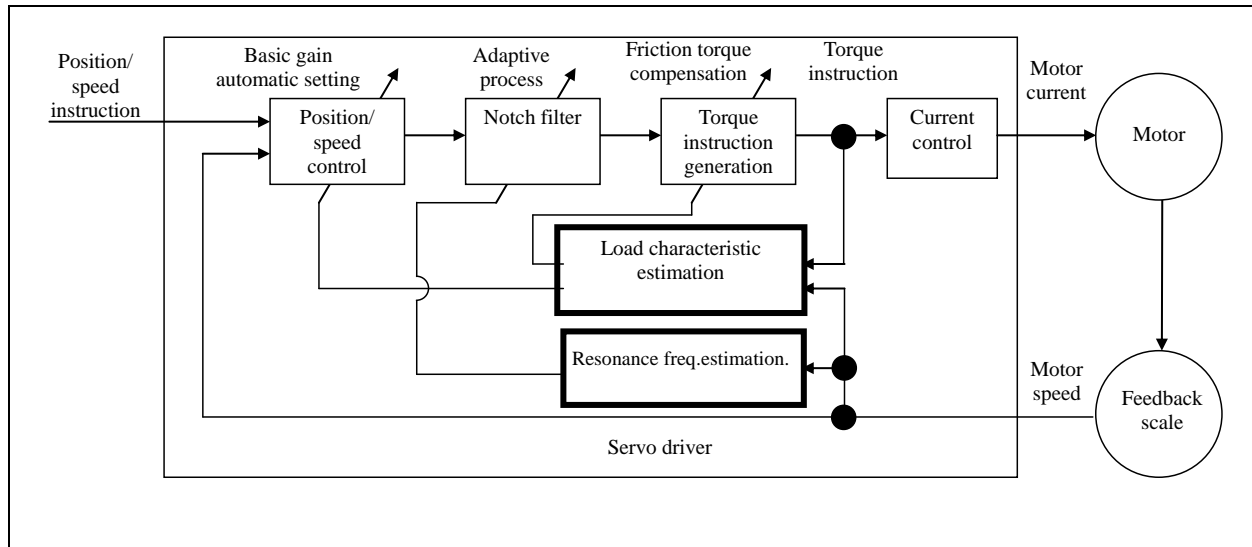 Position/
speed
instruction
Basic gain
automatic setting
Adaptive
process
Friction torque
compensation
Torque
instruction
Motor
current
Position/
speed
control
Notch filter
Torque
instruction
generation
Current
control
Motor
Load characteristic
estimation
Resonance freq.estimation.
Motor
speed
Feedback
scale
Servo driver